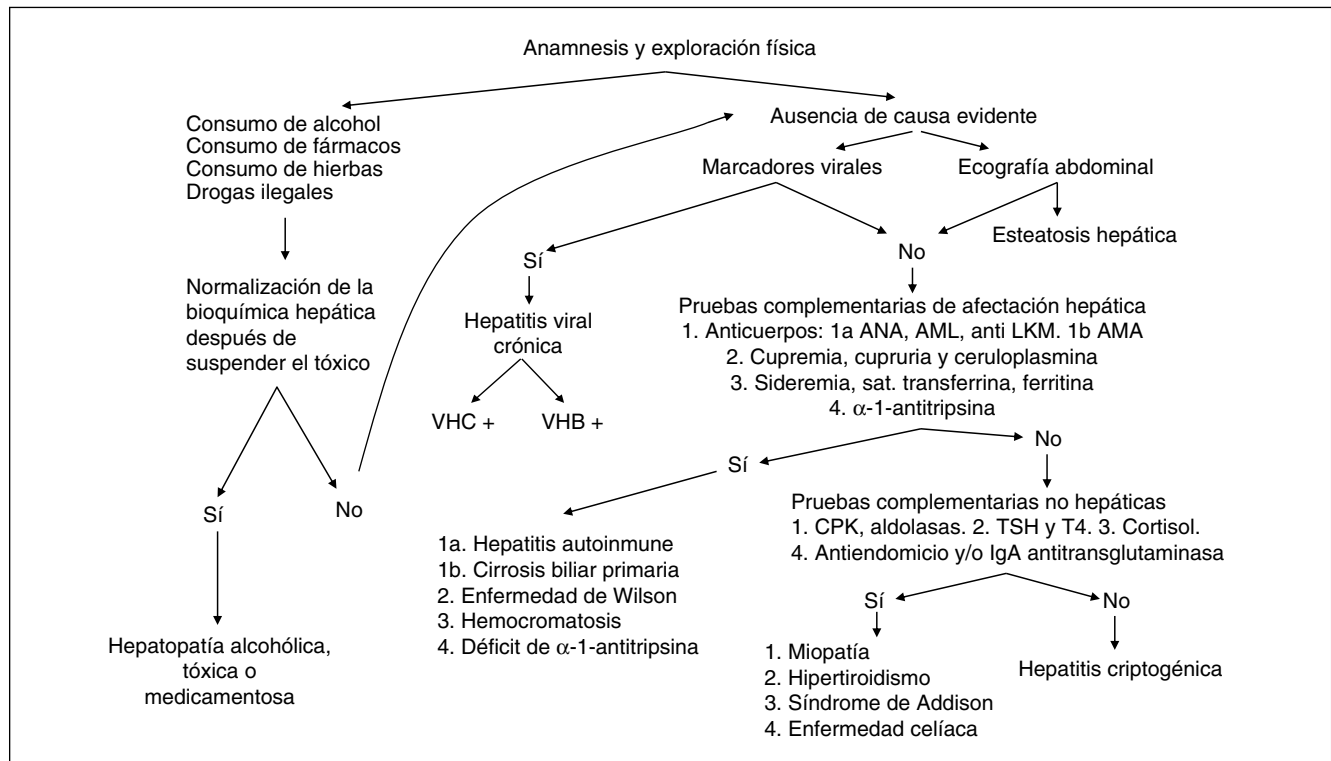 Anamnesis y exploración física
Consumo de alcohol
Consumo de fármacos
Consumo de hierbas
Drogas ilegales
Ausencia de causa evidente
Marcadores virales
Ecografía abdominal
Normalización de la
bioquímica hepática
después de
suspender el tóxico
Sí
No
Esteatosis hepática
Hepatitis viral
crónica
VHC +
VHB +
Pruebas complementarias de afectación hepática
1. Anticuerpos: 1a ANA, AML, anti LKM. 1b AMA
2. Cupremia, cupruria y ceruloplasmina
3. Sideremia, sat. transferrina, ferritina
4. α-1-antitripsina
Sí
No
Sí
No
Hepatopatía alcohólica,
tóxica o
medicamentosa
1a. Hepatitis autoinmune
1b. Cirrosis biliar primaria
2. Enfermedad de Wilson
3. Hemocromatosis
4. Déficit de α-1-antitripsina
Pruebas complementarias no hepáticas
1. CPK, aldolasas. 2. TSH y T4. 3. Cortisol.
4. Antiendomicio y/o IgA antitransglutaminasa
Sí
No
1. Miopatía
2. Hipertiroidismo
3. Síndrome de Addison
4. Enfermedad celíaca
Hepatitis criptogénica